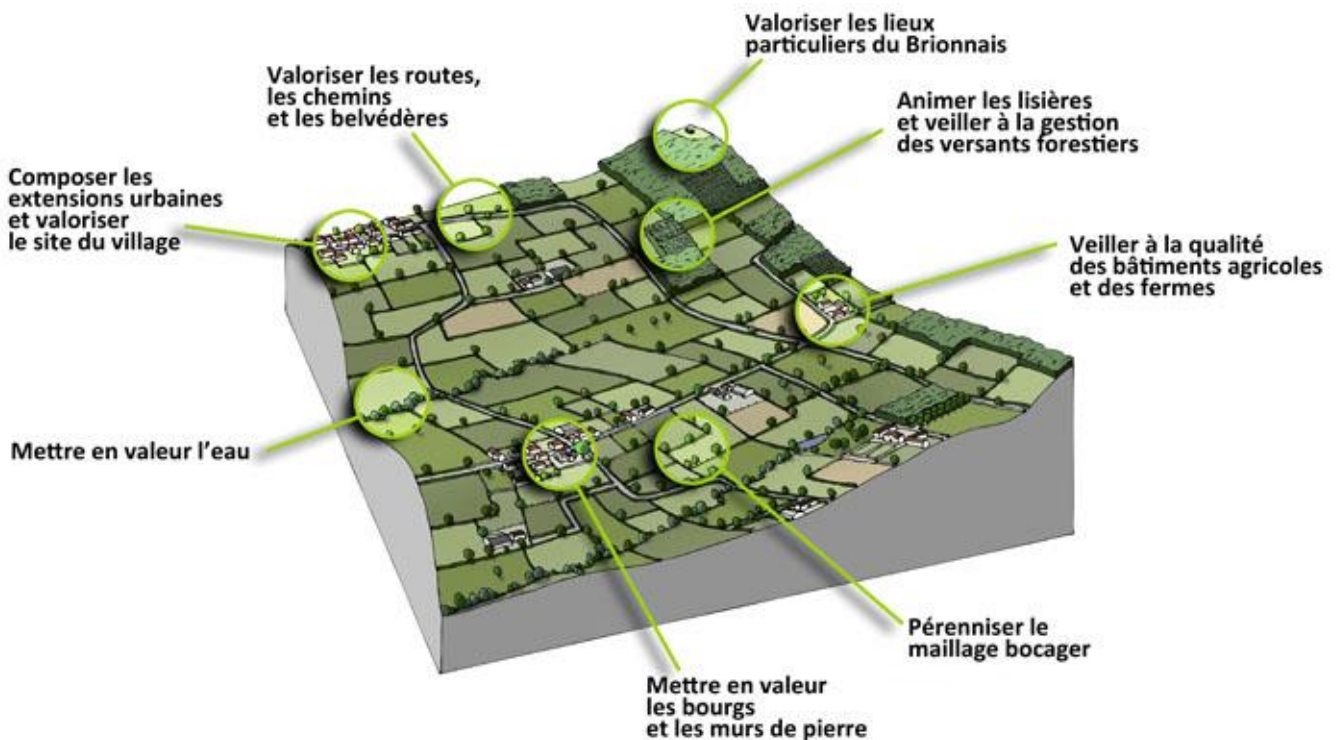 Valoriser les lieux
particuliers du Brionnais
Valoriser les routes,
les chemins
et les belvédères
Animer les lisières
et veiller à la gestion
des versants forestiers
Composer les
extensions urbaines
et valoriser
le site du village
Veiller à la qualité
des bâtiments agricoles
et des fermes
Mettre en valeur l'eau
Pérenniser le
maillage bocager
Mettre en valeur
les bourgs
et les murs de pierre